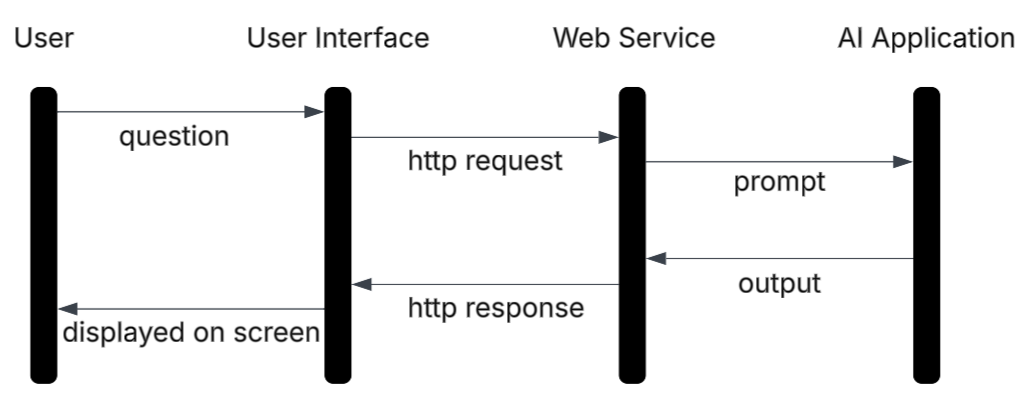 User
User Interface
Web Service
AI Application
question
http request
prompt
output
http response
displayed on screen